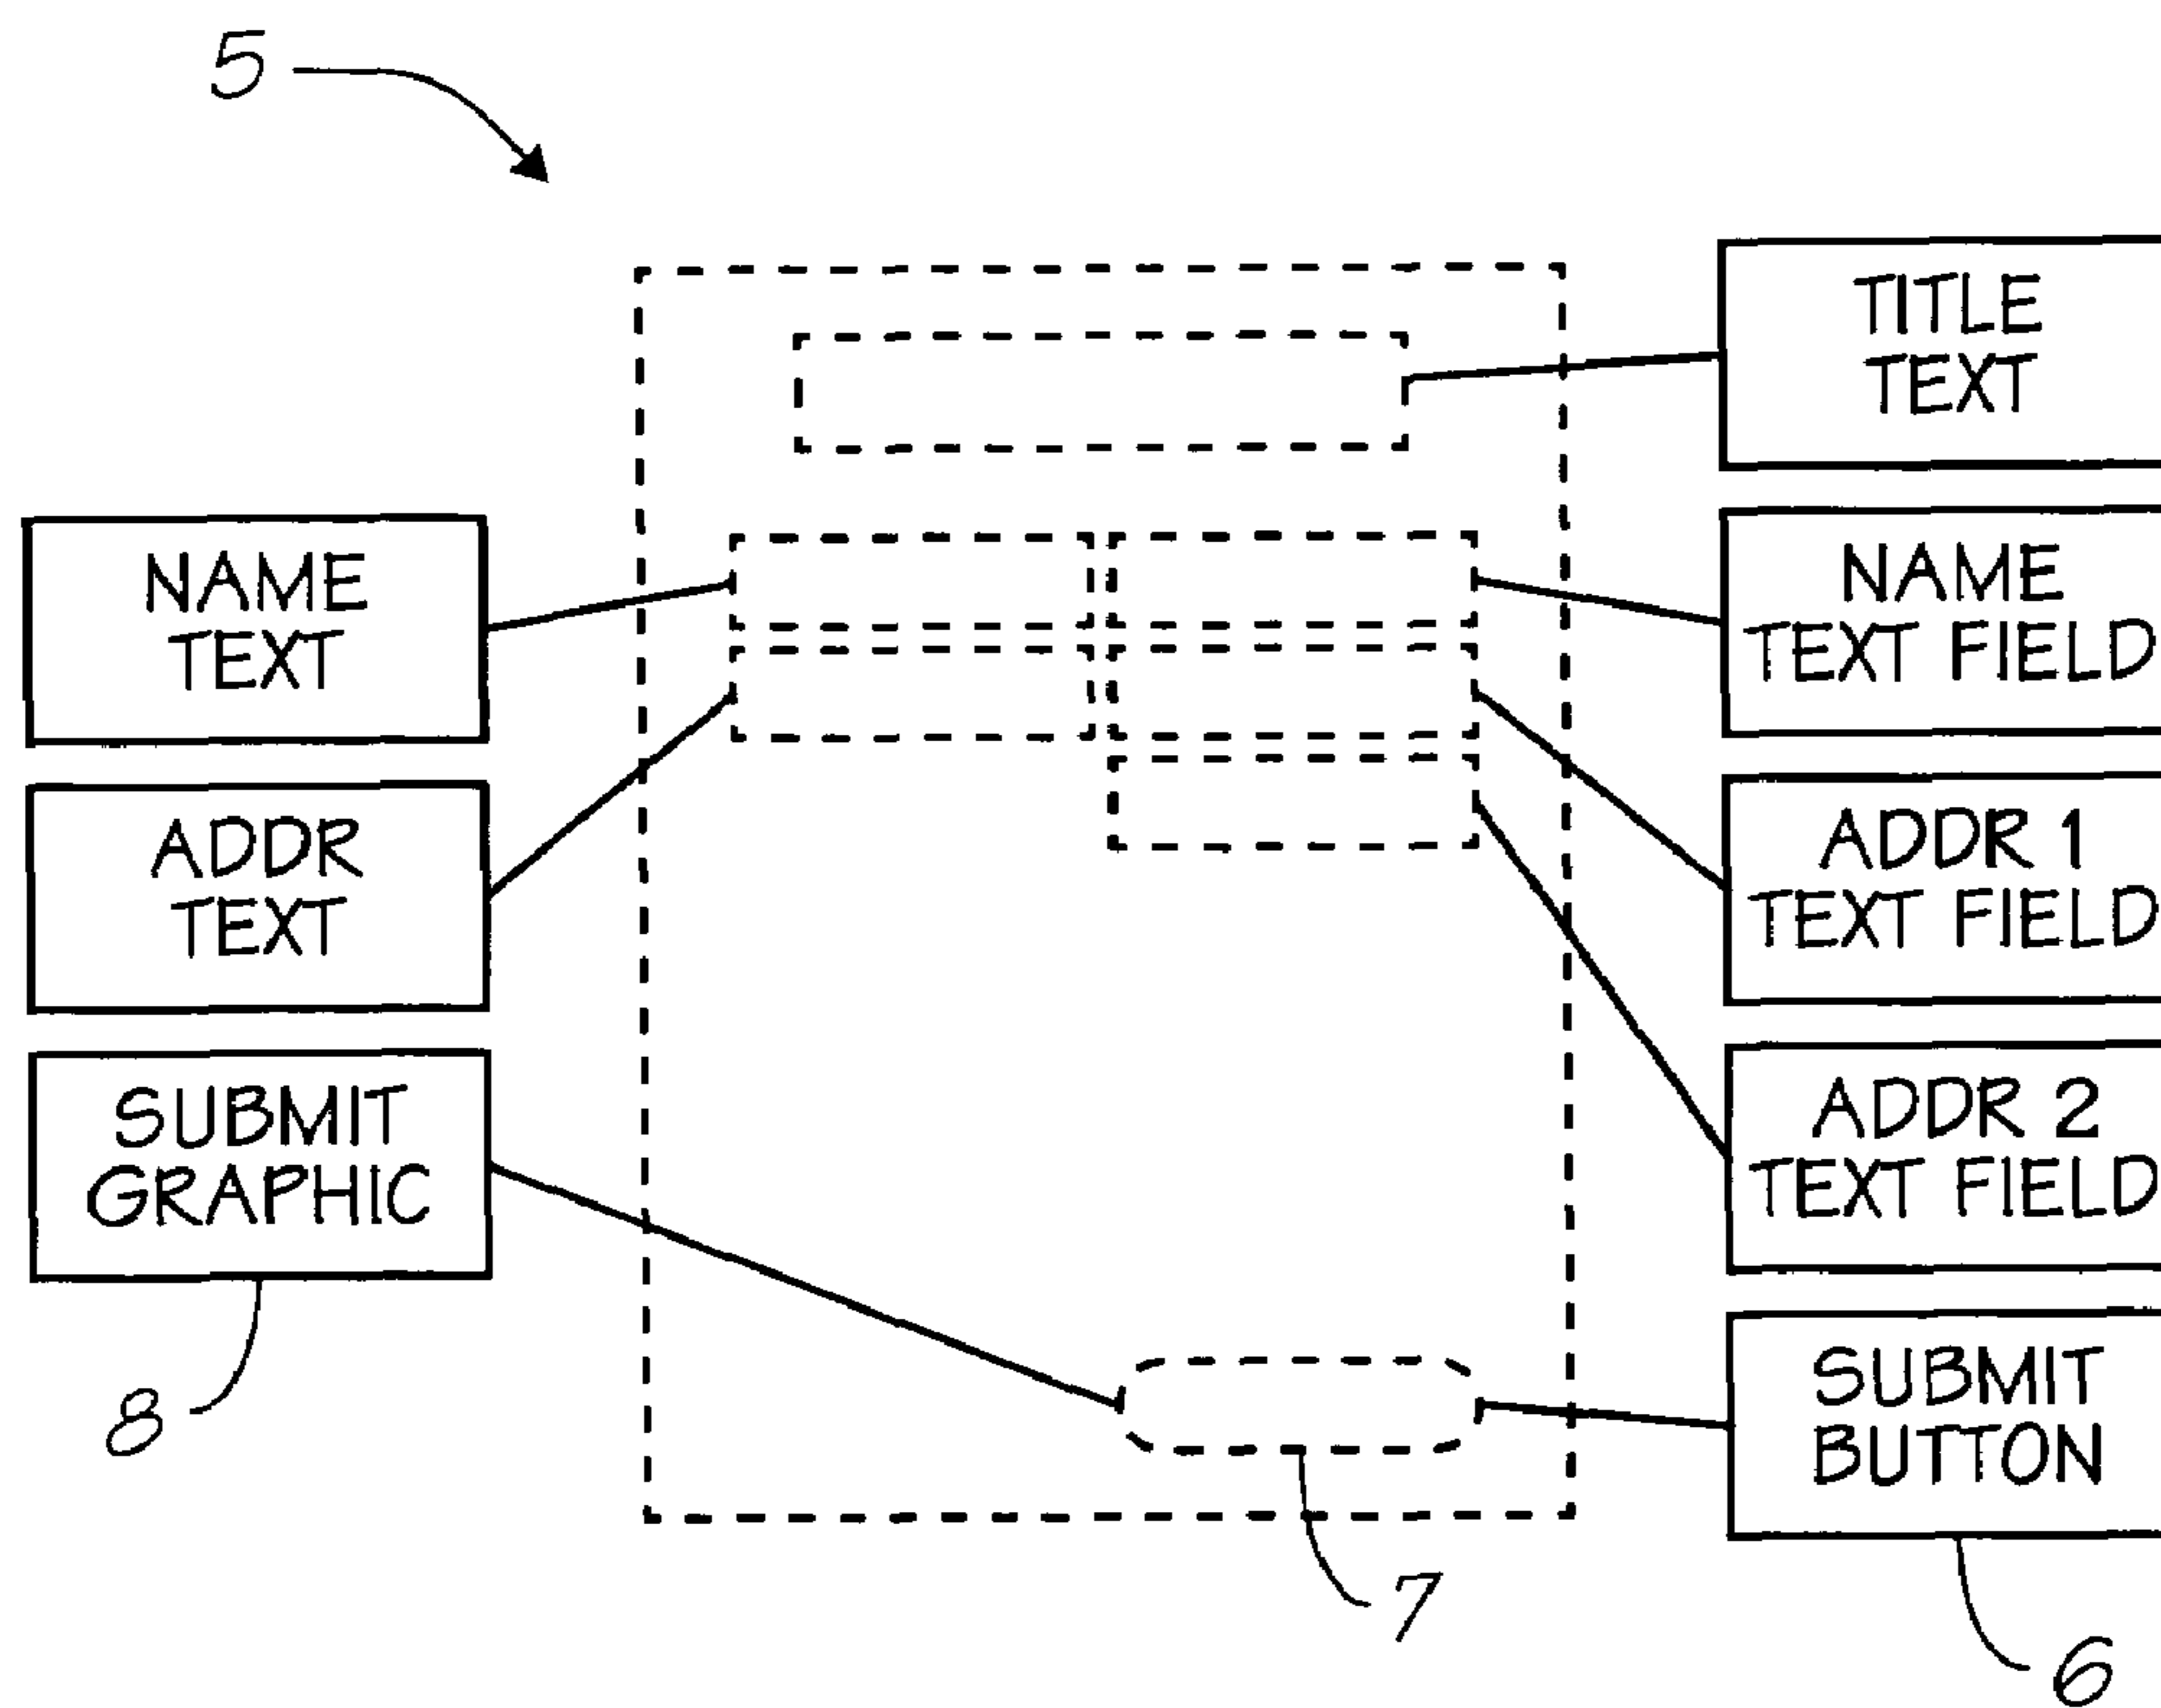 5
TITLE
TEXT
NAME
TEXT
NAME
TEXT FIELD
ADDR
TEXT
ADDR 1
TEXT FIELD
SUBMIT
GRAPHIC
ADDR 2
TEXT FIELD
SUBMIT
BUTTON
8
7
6